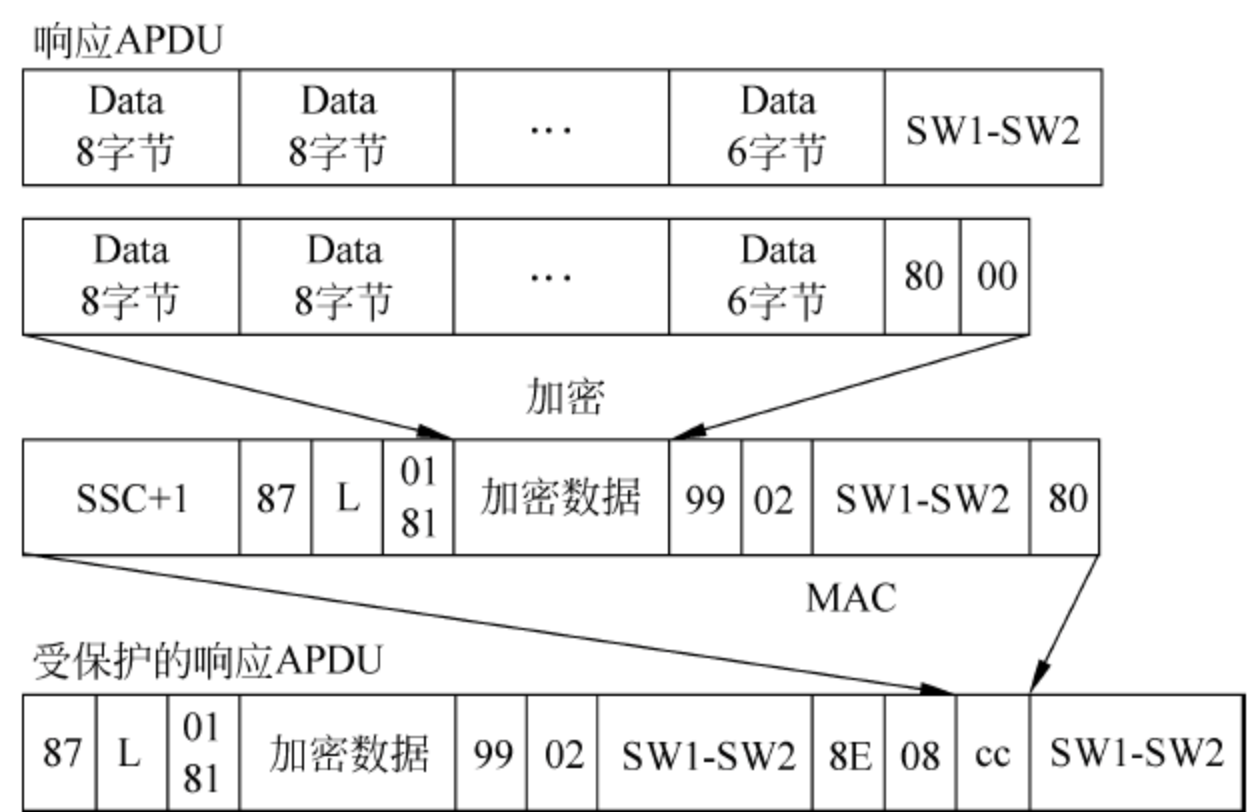 响应APDU
Data Data ... Data SW1-SW2
8字节 8字节 6字节
Data Data ... Data 80 00
8字节 8字节 6字节
加密
SSC+1 87 L 01 81 加密数据 99 02 SW1-SW2 80
MAC
受保护的响应APDU
87 L 01 81 加密数据 99 02 SW1-SW2 8E 08 cc SW1-SW2